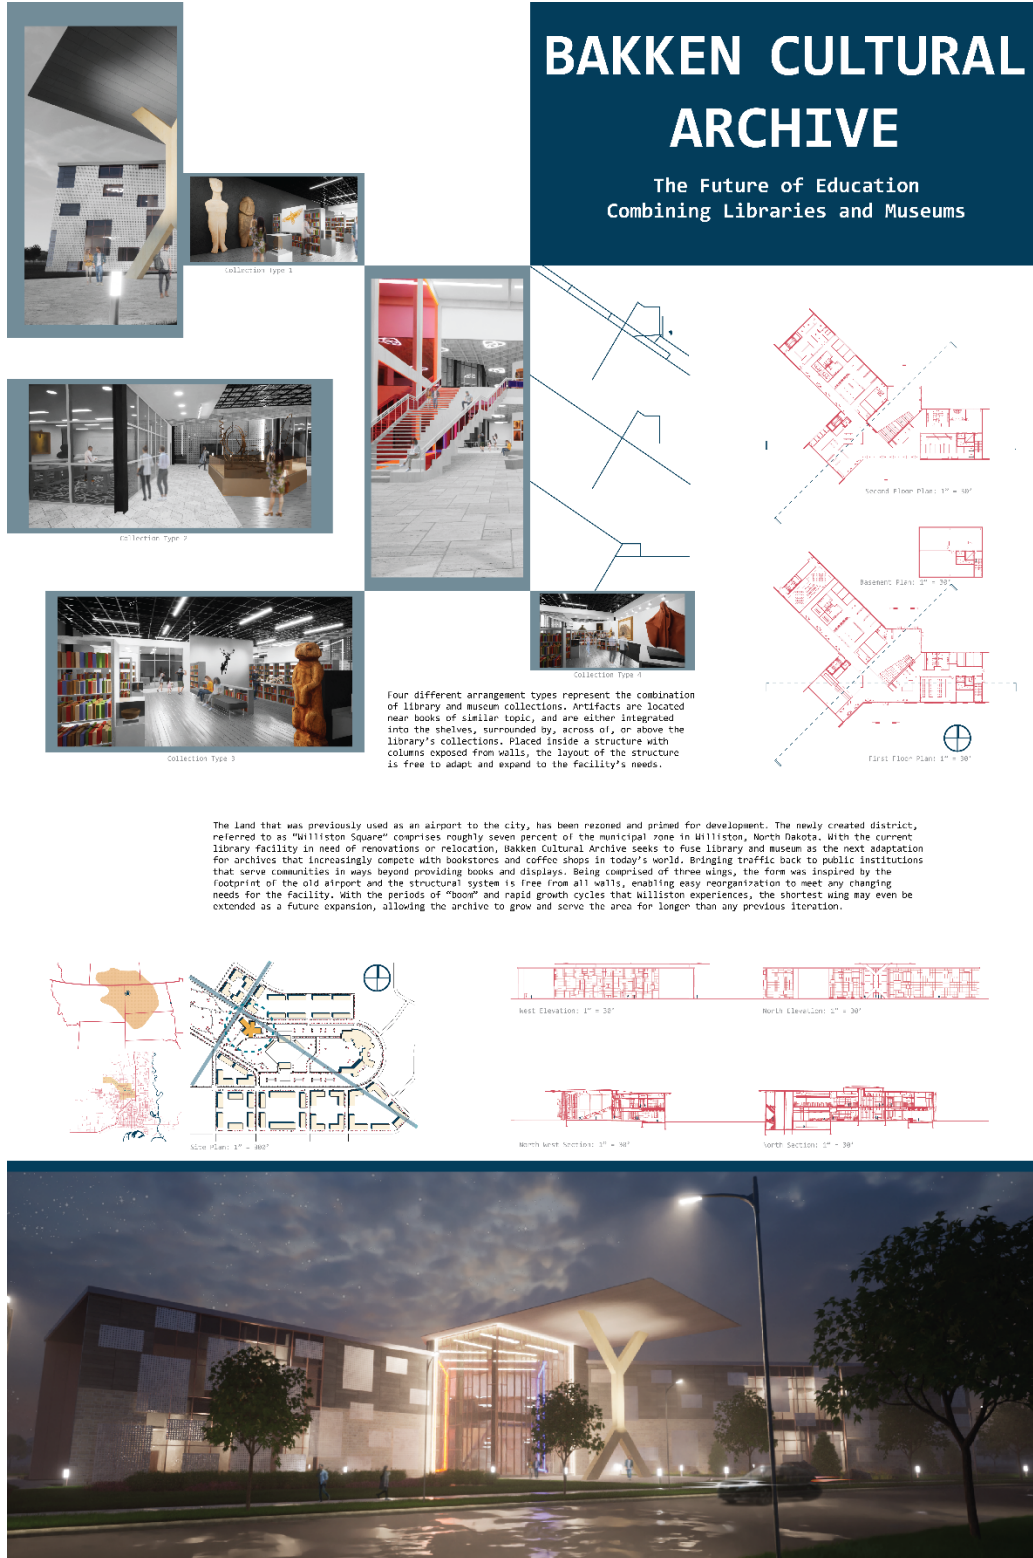 BAKKEN CULTURAL
ARCHIVE
The Future of Education
Combining Libraries and Museums
Collection Type 1
Collection Type 2
Second Floor Plan: 1" = 30'
Basement Plan: 1" = 30'
Collection Type 4
Collection Type 3
First Floor Plan: 1" = 30'
Four different arrangement types represent the combination
of library and museum collections. Artifacts are located
near books of similar topic, and are either integrated
into the shelves, surrounded by, across of, or above the
library's collections. Placed inside a structure with
columns exposed from walls, the layout of the structure
is free to adapt and expand to the facility's needs.
The land that was previously used as an airport to the city, has been rezoned and primed for development. The newly created district,
referred to as "Williston Square" comprises roughly seven percent of the municipal zone in Williston, North Dakota. With the current
library facility in need of renovations or relocation, Bakken Cultural Archive seeks to fuse library and museum as the next adaptation
for archives that increasingly compete with bookstores and coffee shops in today's world. Bringing traffic back to public institutions
that serve communities in ways beyond providing books and displays. Being comprised of three wings, the form was inspired by the
footprint of the old airport and the structural system is free from all walls, enabling easy reorganization to meet any changing
needs for the facility. With the periods of "boom" and rapid growth cycles that Williston experiences, the shortest wing may even be
extended as a future expansion, allowing the archive to grow and serve the area for longer than any previous iteration.
West Elevation: 1" = 30'
North Elevation: 1" = 30'
Site Plan: 1" =
North West Section: 1" = 30'
North Section: 1" = 30'